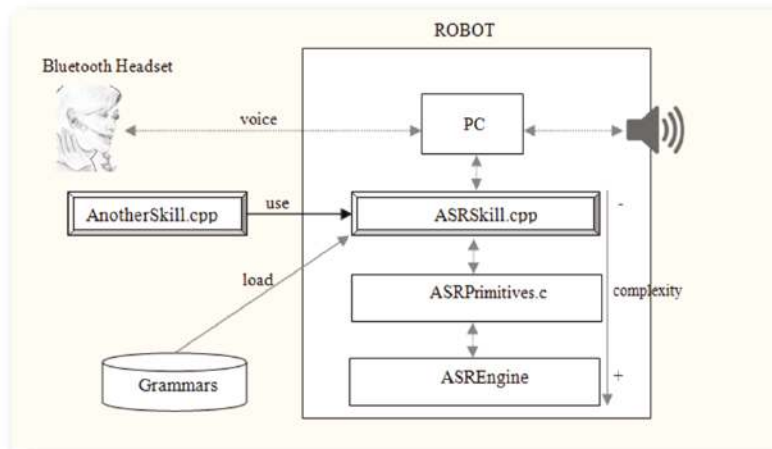 ROBOT
Bluetooth Headset
voice
PC
AnotherSkill.cpp
use
ASRSkill.cpp
-
load
ASRPrimitives.c
complexity
Grammars
ASREngine
+